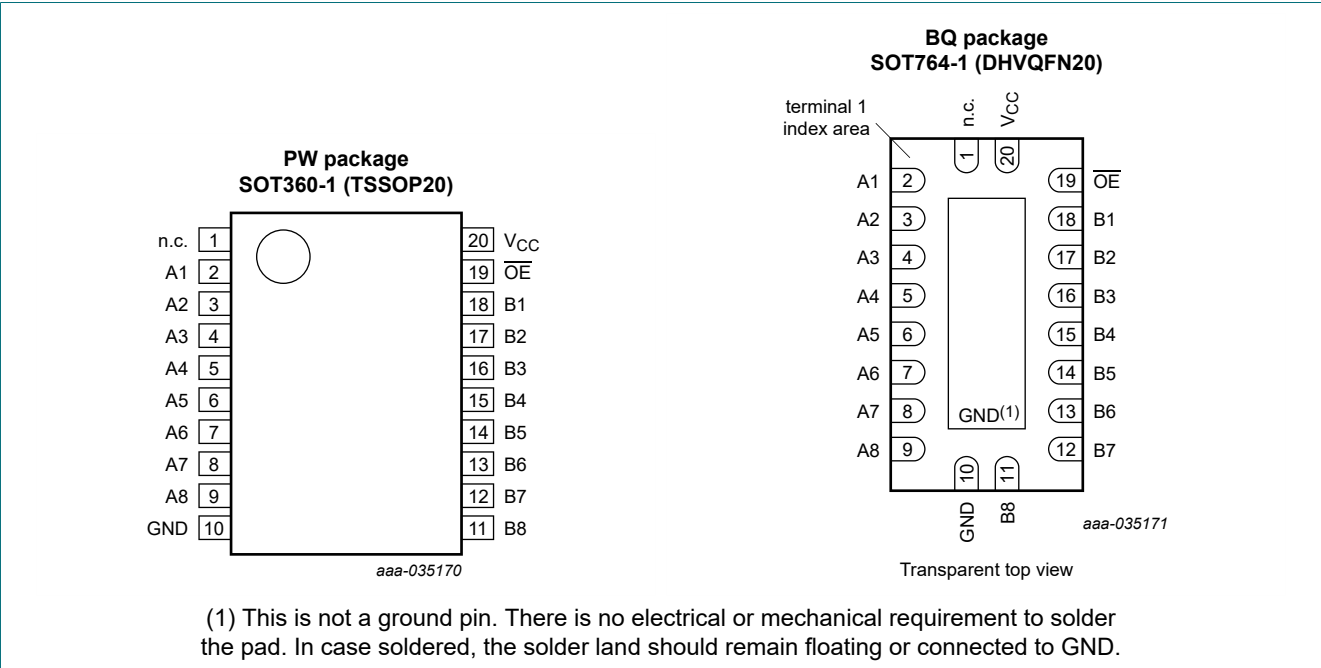 PW package
SOT360-1 (TSSOP20)
n.c. 1
A1 2
A2 3
A3 4
A4 5
A5 6
A6 7
A7 8
A8 9
GND 10
20 VCC
19 OE
18 B1
17 B2
16 B3
15 B4
14 B5
13 B6
12 B7
11 B8
aaa-035170
BQ package
SOT764-1 (DHVQFN20)
terminal 1
index area
n.c.
VCC
1
20
A1 2
A2 3
A3 4
A4 5
A5 6
A6 7
A7 8
A8 9
19 OE
18 B1
17 B2
16 B3
15 B4
14 B5
13 B6
12 B7
GND(1)
10
11
GND
B8
aaa-035171
Transparent top view
(1) This is not a ground pin. There is no electrical or mechanical requirement to solder
the pad. In case soldered, the solder land should remain floating or connected to GND.